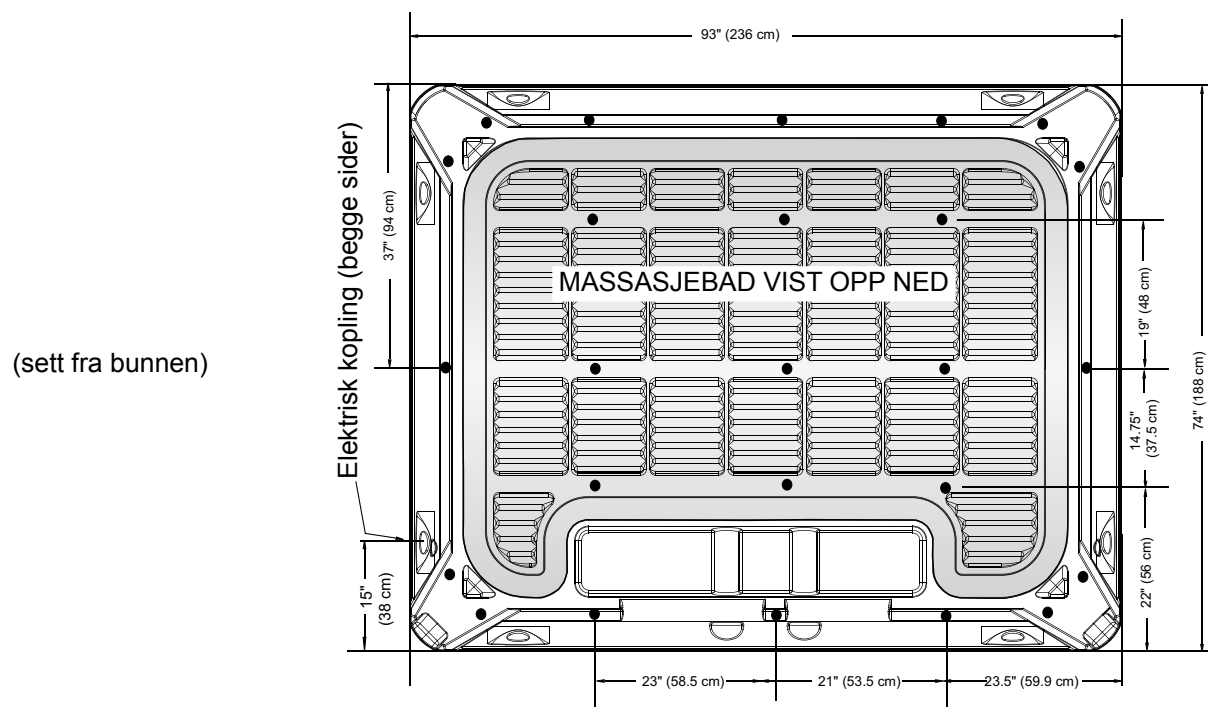 93" (236 cm)
Elektrisk kopling (begge sider)
37" (94 cm)
MASSASJEBAD VIST OPP NED
19" (48 cm)
(sett fra bunnen)
74" (188 cm)
14.75"
(37.5 cm)
15"
(38 cm)
22" (56 cm)
23" (58.5 cm)
21" (53.5 cm)
23.5" (59.9 cm)